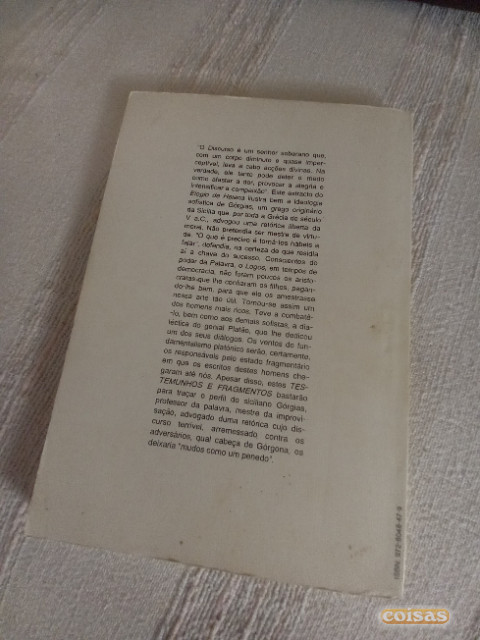 "O Discurso é um senhor soberano que,
com um corpo diminuto e quase imper-
ceptível, leva a cabo acções divinas. Na
verdade, ele tanto pode deter o medo
como afastar a dor, provocar a alegria e
intensificar a compaixão". Este extracto do
Elogio de Helena ilustra bem a ideologia
sofística de Górgias, um grego originário
da Sicília que por toda a Grécia do século
V a.C., advogou uma retórica liberta da
moral. Não pretendia ser mestre de virtu-
de. "O que é preciso é torná-los hábeis a
falar", defendia, na certeza de que residia
aí a chave do sucesso. Conscientes do
poder da Palavra, o Logos, em tempos de
democracia, não foram poucos os aristo-
cratas que lhe confiaram os filhos, pagan-
do-lhe bem, para que ele os amestrasse
nessa arte tão útil. Tornou-se assim um
dos homens mais ricos. Teve a combatê-
-lo, bem como aos demais sofistas, a dia-
léctica do genial Platão, que lhe dedicou
um dos seus diálogos. Os ventos do fun-
damentalismo platónico serão, certamente,
os responsáveis pelo estado fragmentário
em que os escritos destes homens che-
garam até nós. Apesar disso, estes TES-
TEMUNHOS E FRAGMENTOS bastarão
para traçar o perfil do siciliano Górgias,
professor da palavra, mestre da improvi-
sação, advogado duma retórica cujo dis-
curso terrível, arremessado contra os
adversários, qual cabeça de Górgona, os
deixaria "mudos como um penedo".
ISBN
coisas